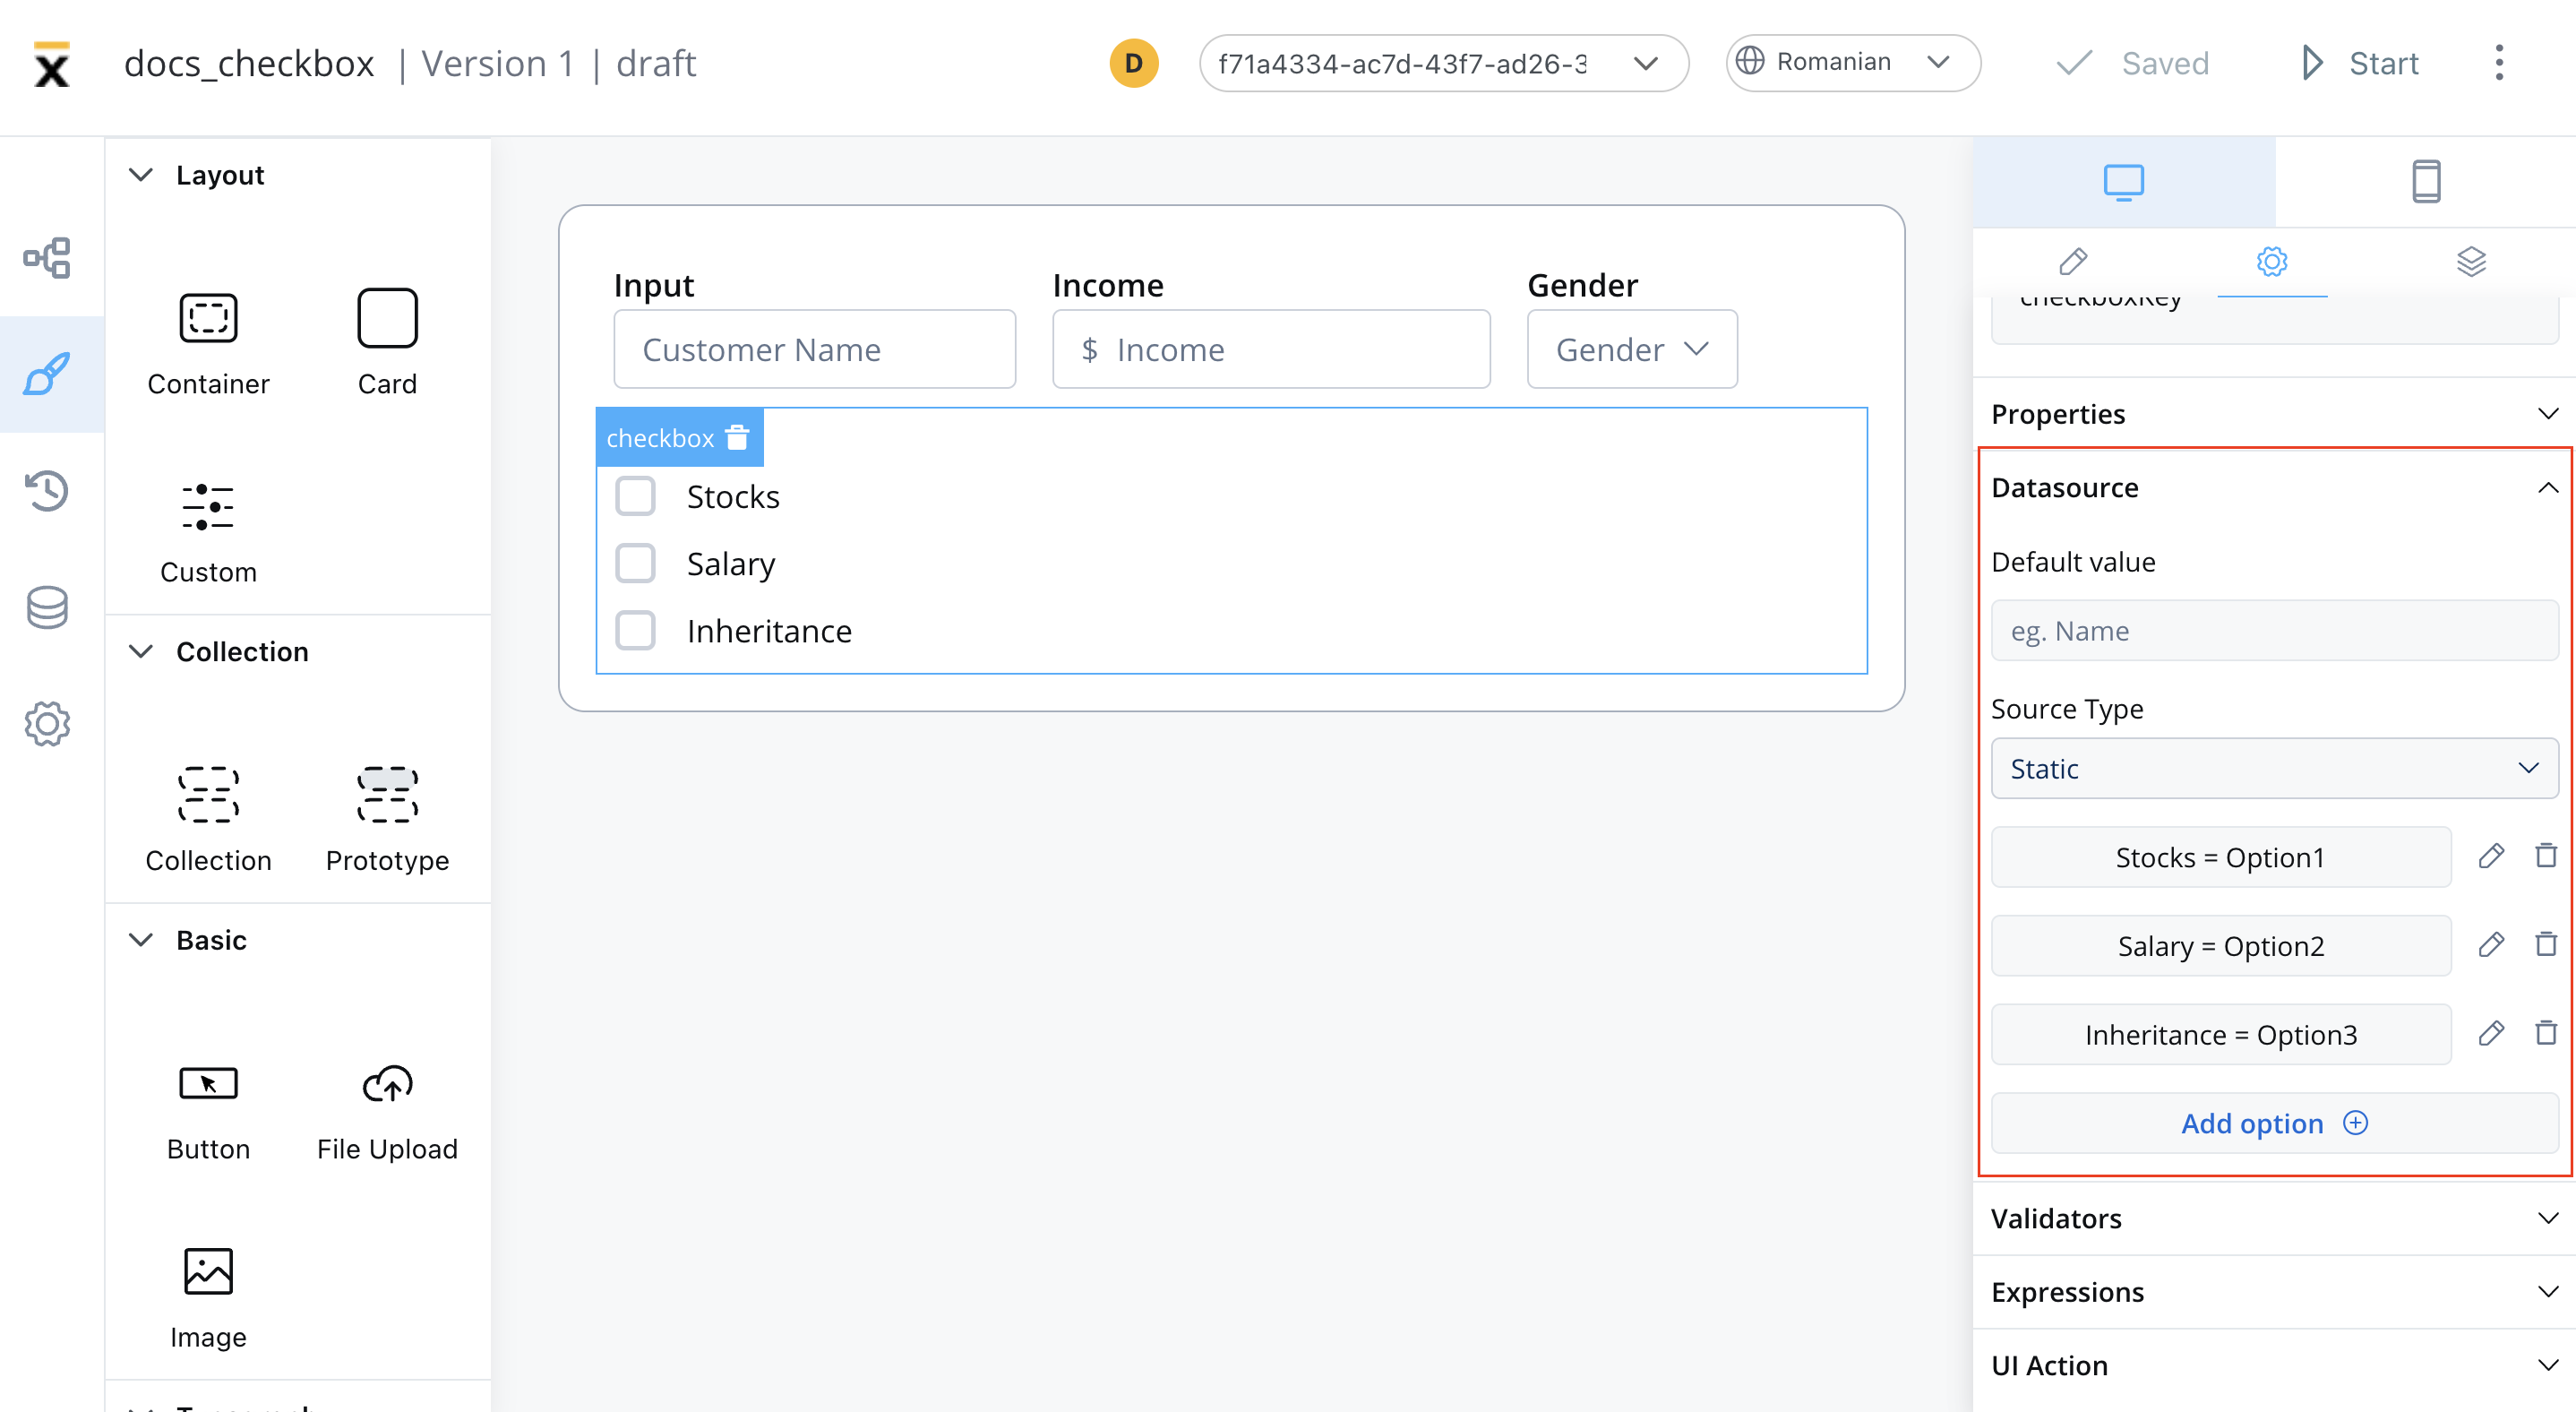 docs_checkbox | Version 1 | draft
D
f71a4334-ac7d-43f7-ad26-3
Romanian
Saved
Start
Layout
Container
Card
Custom
Collection
Collection
Prototype
Basic
Button
File Upload
Image
Input
Income
Gender
Customer Name
$ Income
Gender
checkbox
Stocks
Salary
Inheritance
checkboxKey
Properties
Datasource
Default value
eg. Name
Source Type
Static
Stocks = Option1
Salary = Option2
Inheritance = Option3
Add option
Validators
Expressions
UI Action